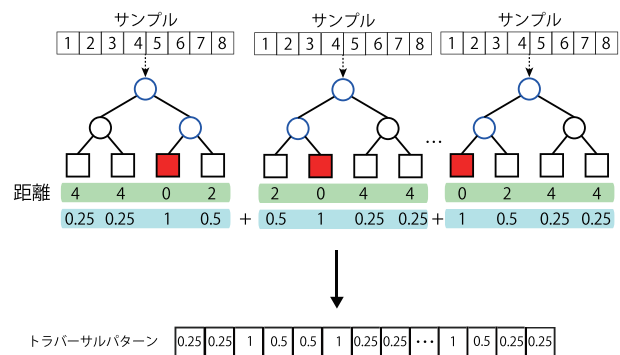 サンプル サンプル サンプル
1 2 3 4 5 6 7 8 1 2 3 4 5 6 7 8 1 2 3 4 5 6 7 8
…
距離 4 4 0 2 2 0 4 4 0 2 4 4
0.25 0.25 1 0.5 + 0.5 1 0.25 0.25 + 1 0.5 0.25 0.25
トラバーサルパターン 0.25 0.25 1 0.5 0.5 1 0.25 0.25 … 1 0.5 0.25 0.25